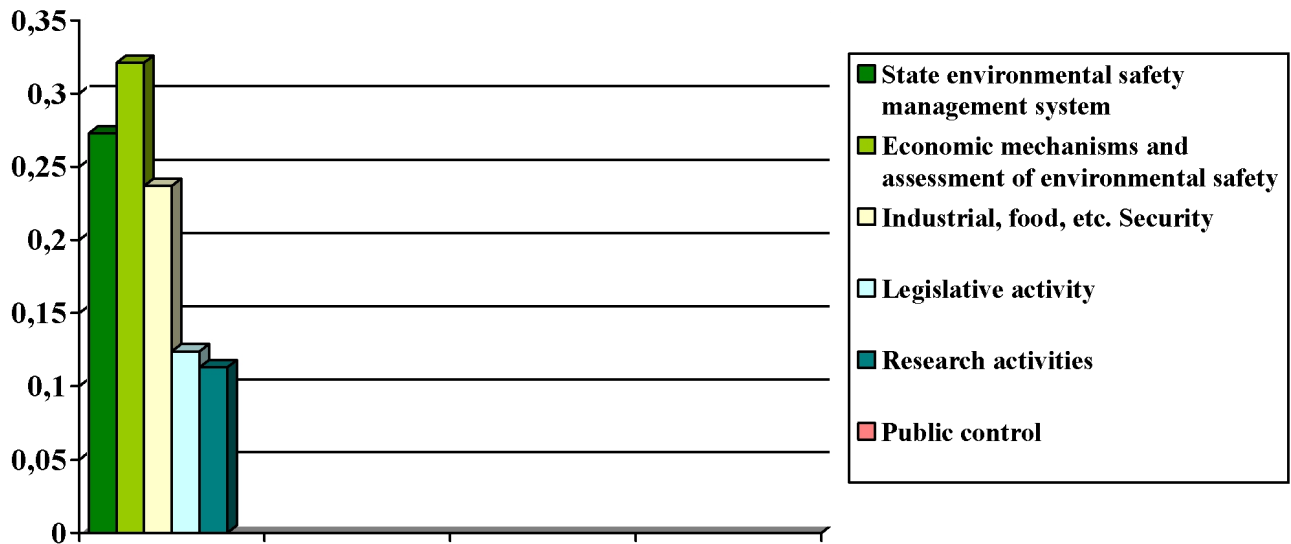 0,35
0,3
0,25
0,2
0,15
0,1
0,05
0
State environmental safety
management system
Economic mechanisms and
assessment of environmental safety
Industrial, food, etc. Security
Legislative activity
Research activities
Public control